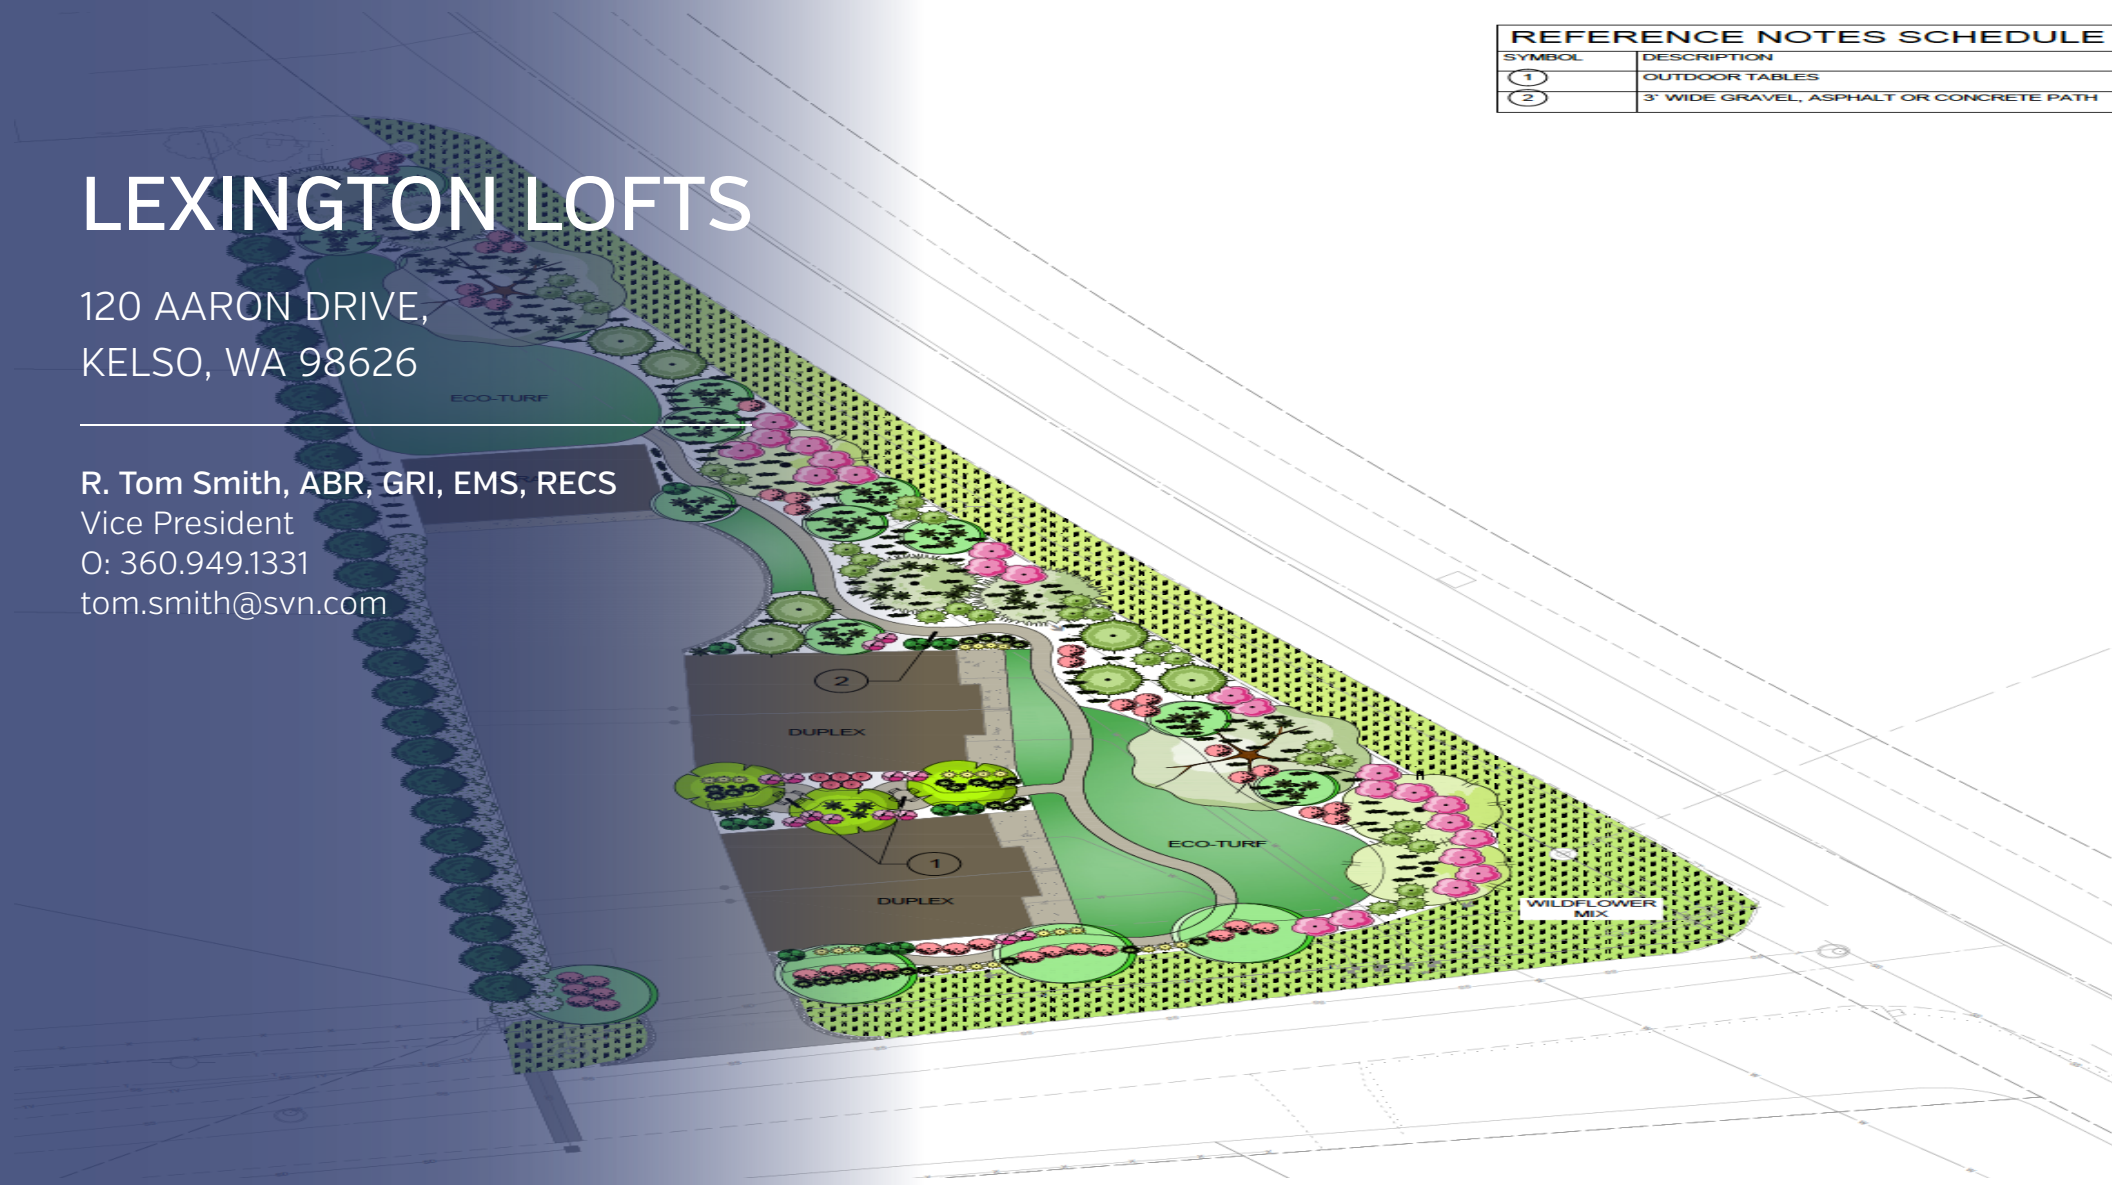 REFERENCE NOTES SCHEDULE
SYMBOL DESCRIPTION
1 OUTDOOR TABLES
2 3' WIDE GRAVEL, ASPHALT OR CONCRETE PATH
LEXINGTON LOFTS
120 AARON DRIVE,
KELSO, WA 98626
ECO-TURF
R. Tom Smith, ABR, GRI, EMS, RECS
Vice President
O: 360.949.1331
tom.smith@svn.com
2
DUPLEX
ECO-TURF
1
DUPLEX
WILDFLOWER
MIX